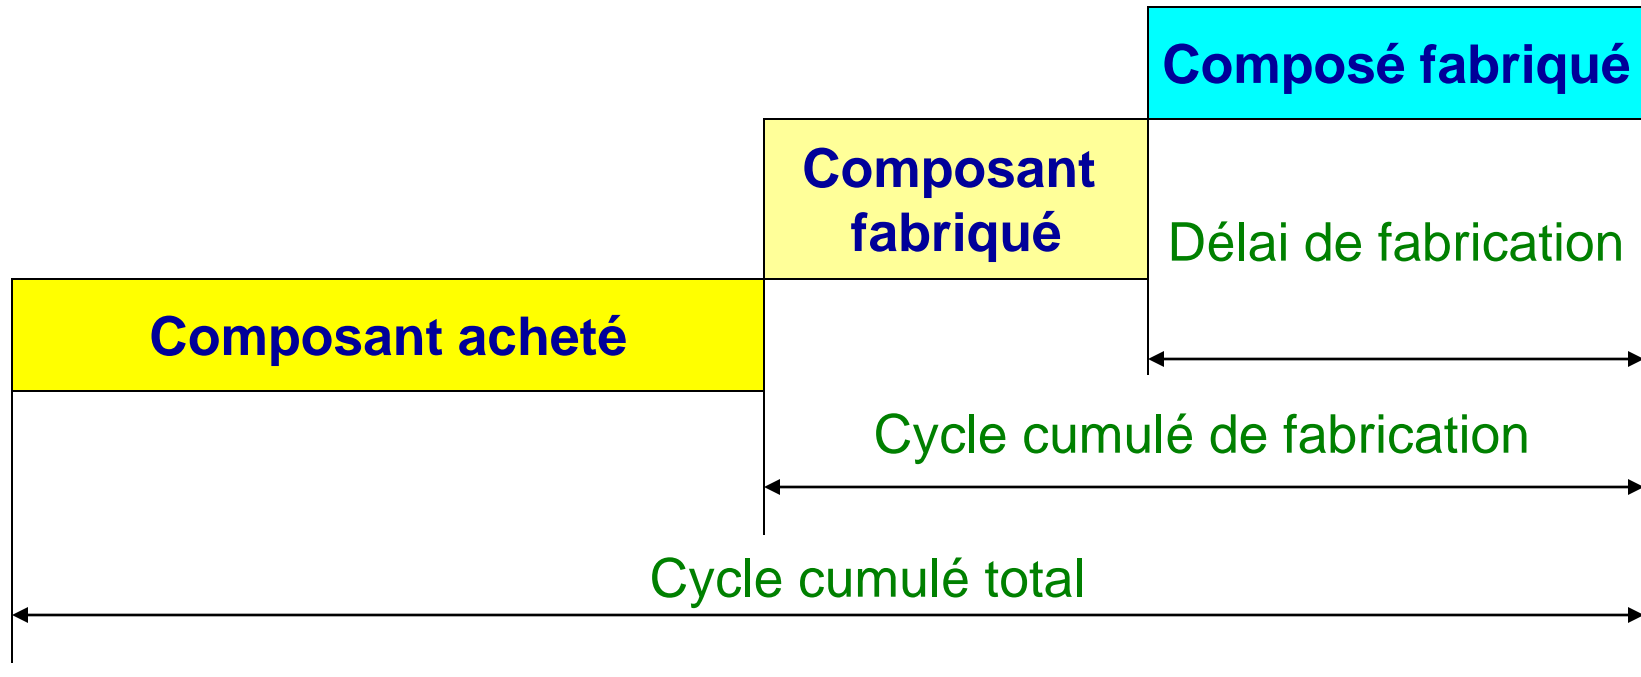 Composé fabriqué
Composant
fabriqué
Délai de fabrication
Composant acheté
Cycle cumulé de fabrication
Cycle cumulé total